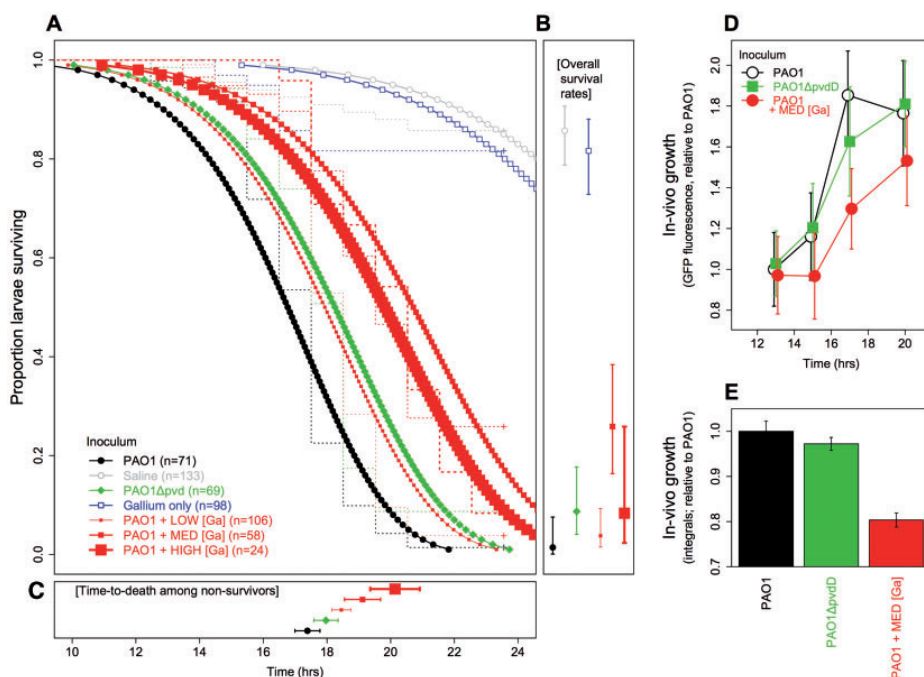 A
B
D
[Overall
survival
rates]
Proportion larvae surviving
1.0
0.8
0.6
0.4
0.2
0.0
Inoculum
PAO1 (n=71)
Saline (n=133)
PAO1Δpvd (n=69)
Gallium only (n=98)
PAO1 + LOW [Ga] (n=106)
PAO1 + MED [Ga] (n=58)
PAO1 + HIGH [Ga] (n=24)
C
[Time-to-death among non-survivors]
10 12 14 16 18 20 22 24
Time (hrs)
Inoculum
PAO1
PAO1ΔpvdD
PAO1
+ MED [Ga]
In-vivo growth
(GFP fluorescence, relative to PAO1)
2.0
1.8
1.6
1.4
1.2
1.0
0.8
12 14 16 18 20
Time (hrs)
E
In-vivo growth
(integrals; relative to PAO1)
1.0
0.9
0.8
0.7
PAO1
PAO1ΔpvdD
PAO1 + MED [Ga]